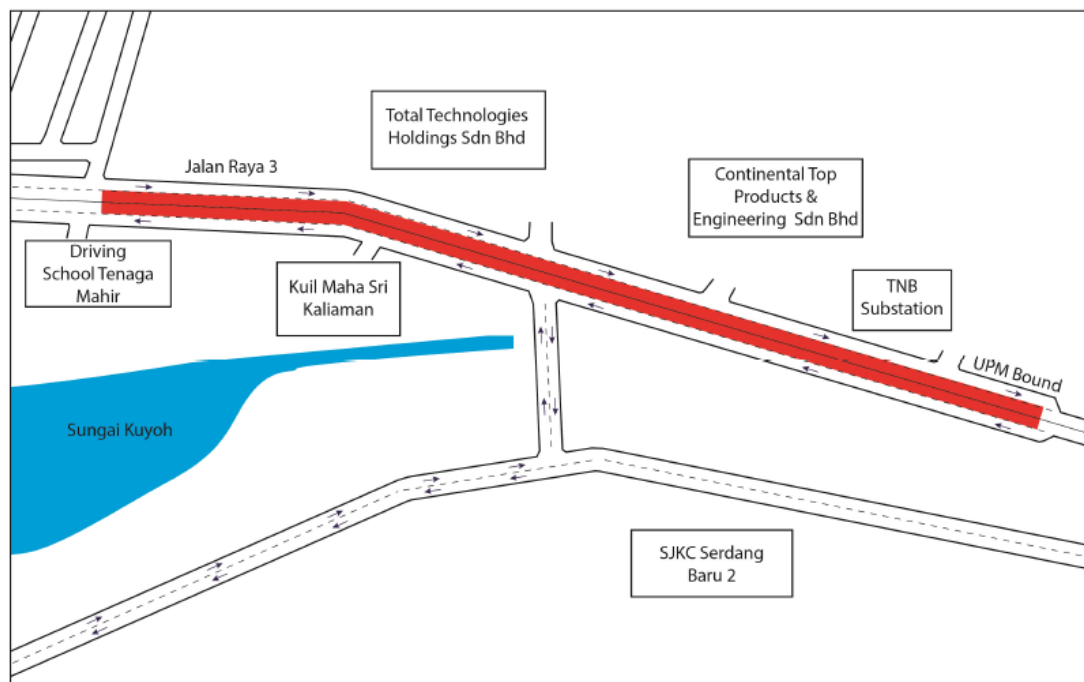 Total Technologies
Holdings Sdn Bhd
Jalan Raya 3
Continental Top
Products &
Engineering Sdn Bhd
Driving
School Tenaga
Mahir
Kuil Maha Sri
Kaliaman
TNB
Substation
UPM Bound
Sungai Kuyoh
SJKC Serdang
Baru 2